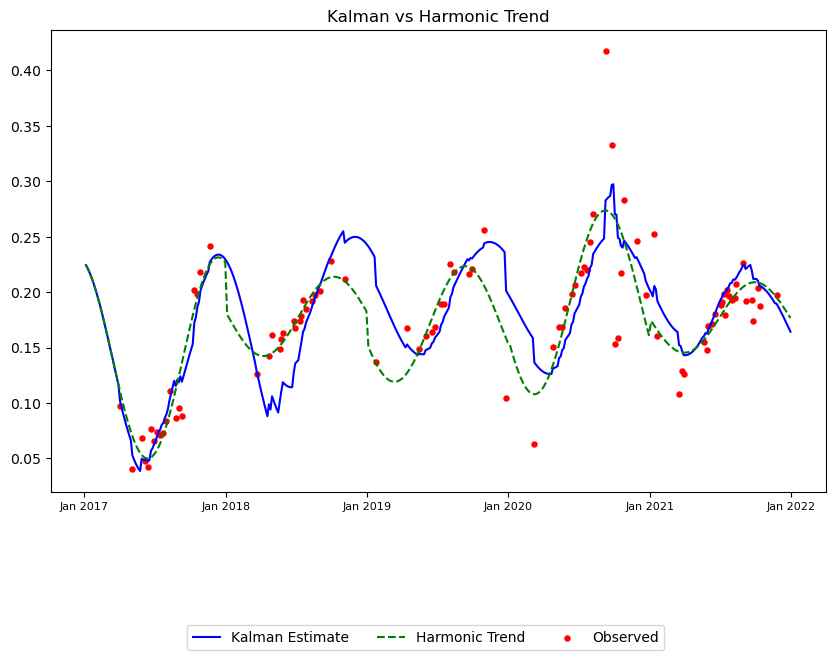 Kalman vs Harmonic Trend
0.40
0.35
0.30
0.25
0.20
0.15
0.10
0.05
Jan 2017 Jan 2018 Jan 2019 Jan 2020 Jan 2021 Jan 2022
Kalman Estimate Harmonic Trend Observed